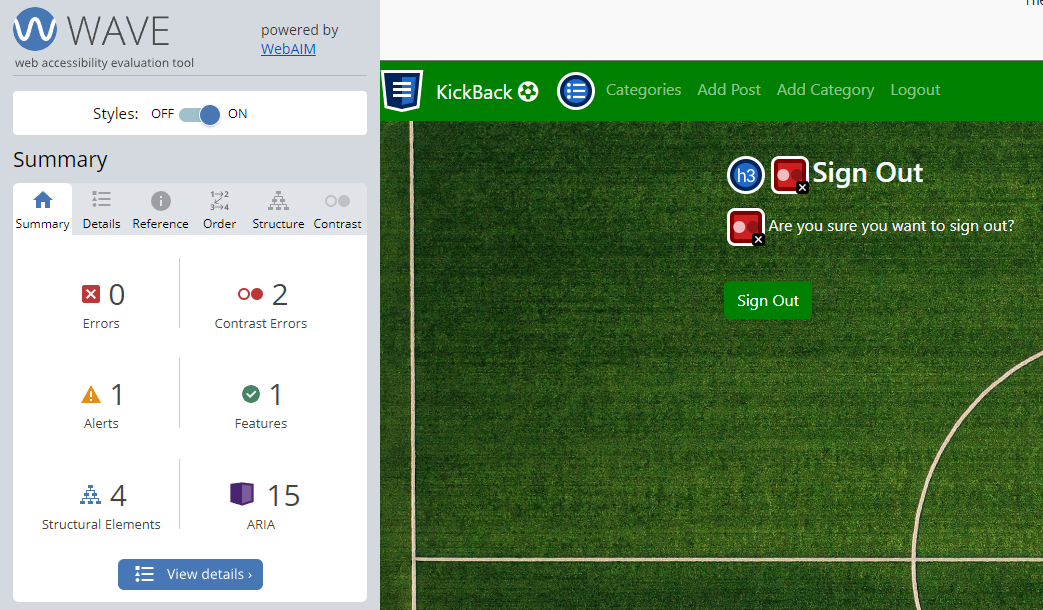 WAVE
web accessibility evaluation tool
powered by
WebAIM
Styles: OFF ON
Summary
Summary Details Reference Order Structure Contrast
0
Errors
2
Contrast Errors
1
Alerts
1
Features
4
Structural Elements
15
ARIA
View details ›
KickBack Categories Add Post Add Category Logout
h3 Sign Out
Are you sure you want to sign out?
Sign Out